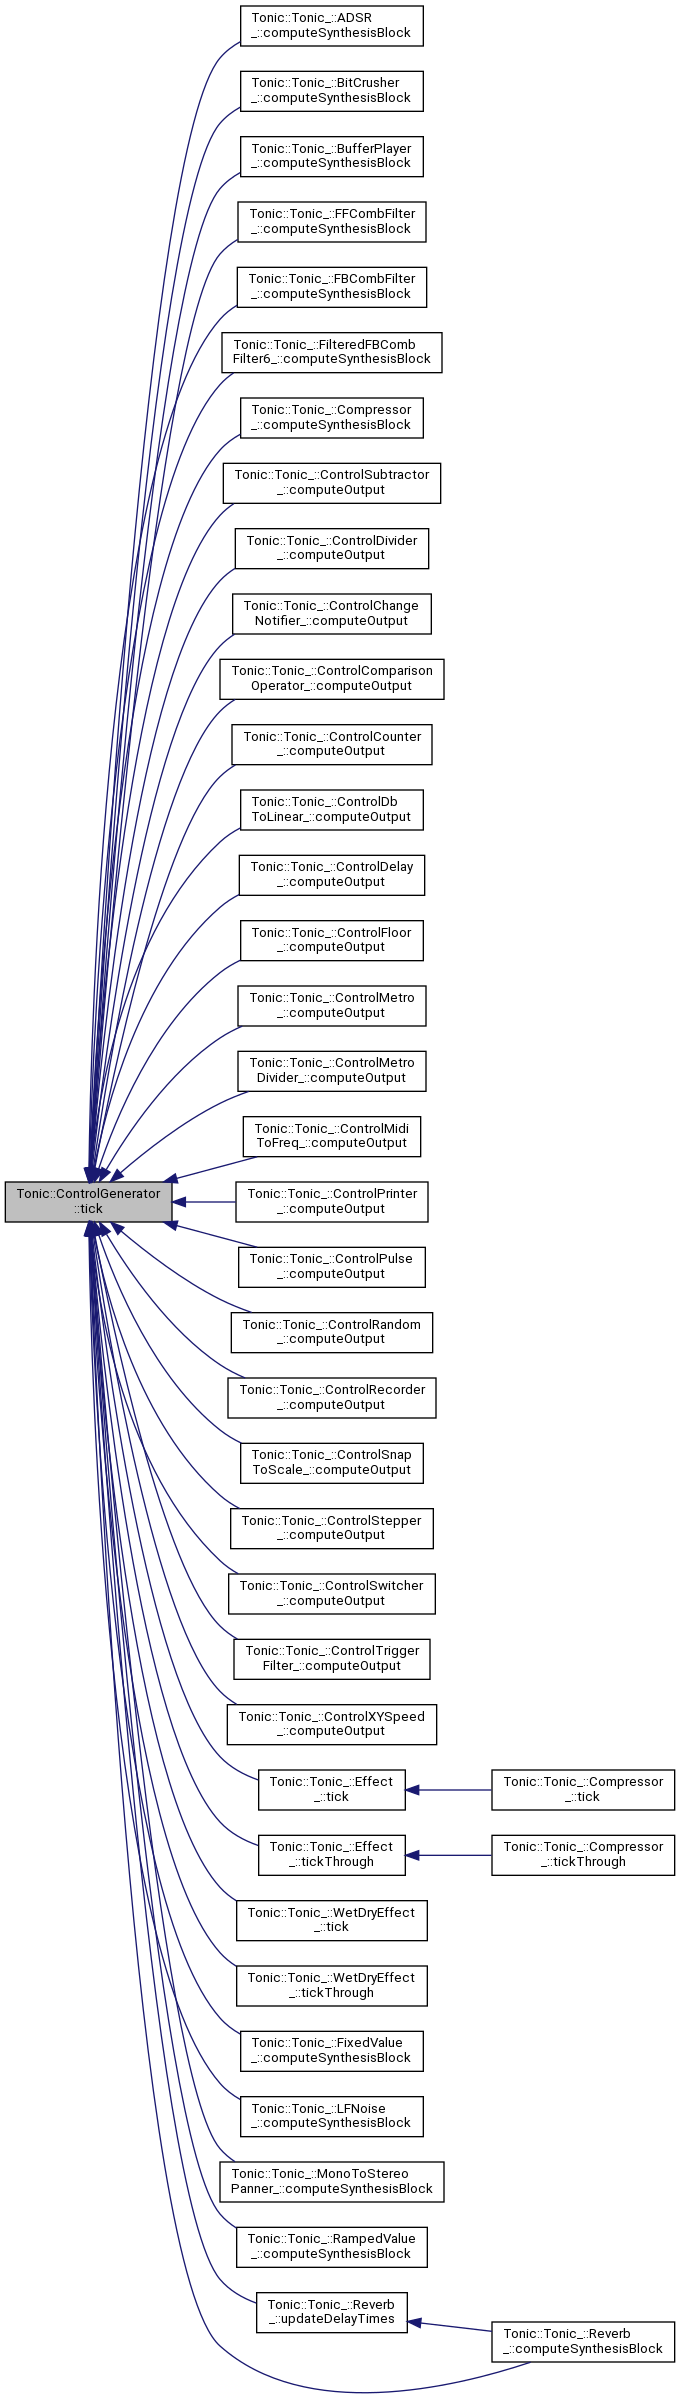 Tonic::Tonic_::ADSR
_::computeSynthesisBlock
Tonic::Tonic_::BitCrusher
_::computeSynthesisBlock
Tonic::Tonic_::BufferPlayer
_::computeSynthesisBlock
Tonic::Tonic_::FFCombFilter
_::computeSynthesisBlock
Tonic::Tonic_::FBCombFilter
_::computeSynthesisBlock
Tonic::Tonic_::FilteredFBComb
Filter6_::computeSynthesisBlock
Tonic::Tonic_::Compressor
_::computeSynthesisBlock
Tonic::Tonic_::ControlSubtractor
_::computeOutput
Tonic::Tonic_::ControlDivider
_::computeOutput
Tonic::Tonic_::ControlChange
Notifier_::computeOutput
Tonic::Tonic_::ControlComparison
Operator_::computeOutput
Tonic::Tonic_::ControlCounter
_::computeOutput
Tonic::Tonic_::ControlDb
ToLinear_::computeOutput
Tonic::Tonic_::ControlDelay
_::computeOutput
Tonic::Tonic_::ControlFloor
_::computeOutput
Tonic::Tonic_::ControlMetro
_::computeOutput
Tonic::Tonic_::ControlMetro
Divider_::computeOutput
Tonic::Tonic_::ControlMidi
ToFreq_::computeOutput
Tonic::ControlGenerator
::tick
Tonic::Tonic_::ControlPrinter
_::computeOutput
Tonic::Tonic_::ControlPulse
_::computeOutput
Tonic::Tonic_::ControlRandom
_::computeOutput
Tonic::Tonic_::ControlRecorder
_::computeOutput
Tonic::Tonic_::ControlSnap
ToScale_::computeOutput
Tonic::Tonic_::ControlStepper
_::computeOutput
Tonic::Tonic_::ControlSwitcher
_::computeOutput
Tonic::Tonic_::ControlTrigger
Filter_::computeOutput
Tonic::Tonic_::ControlXYSpeed
_::computeOutput
Tonic::Tonic_::Effect
_::tick
Tonic::Tonic_::Compressor
_::tick
Tonic::Tonic_::Effect
_::tickThrough
Tonic::Tonic_::Compressor
_::tickThrough
Tonic::Tonic_::WetDryEffect
_::tick
Tonic::Tonic_::WetDryEffect
_::tickThrough
Tonic::Tonic_::FixedValue
_::computeSynthesisBlock
Tonic::Tonic_::LFNoise
_::computeSynthesisBlock
Tonic::Tonic_::MonoToStereo
Panner_::computeSynthesisBlock
Tonic::Tonic_::RampedValue
_::computeSynthesisBlock
Tonic::Tonic_::Reverb
_::updateDelayTimes
Tonic::Tonic_::Reverb
_::computeSynthesisBlock